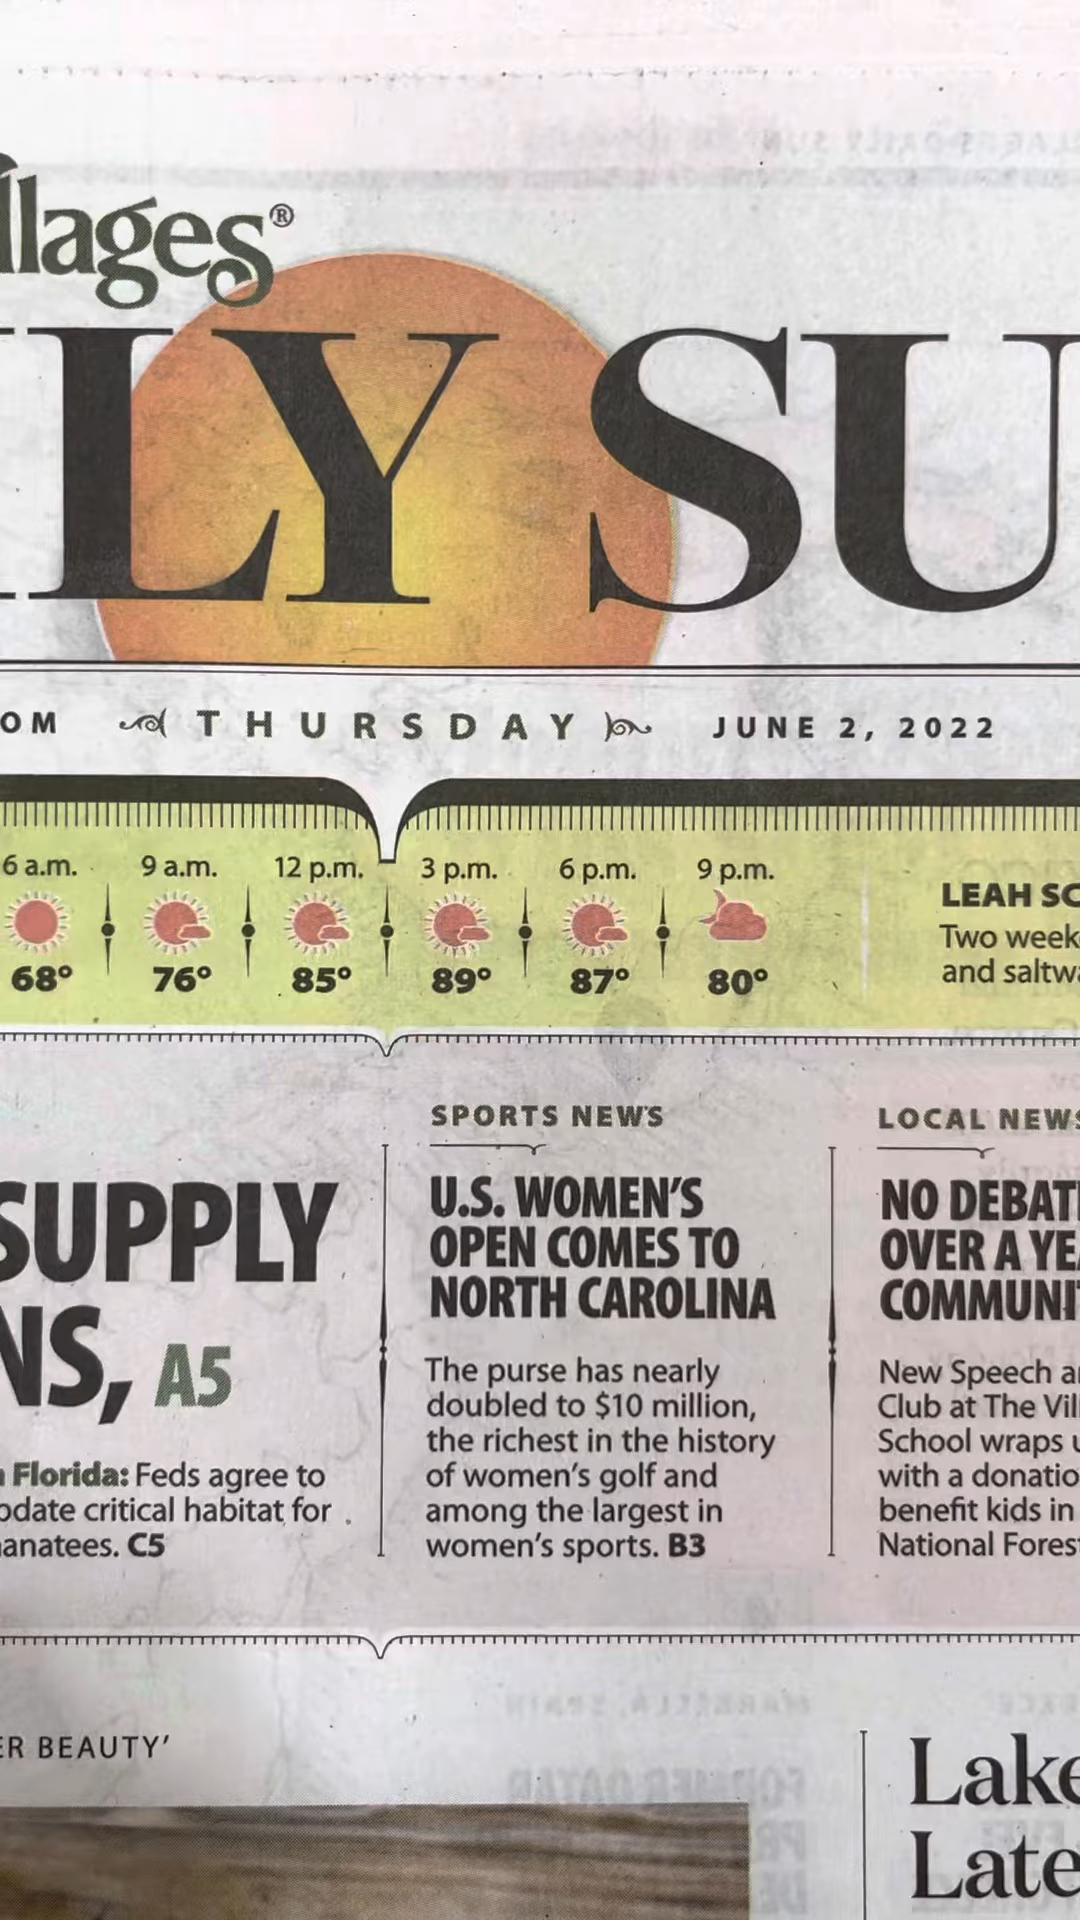 llages®
LY SU
OM THURSDAY JUNE 2, 2022
6 a.m. 9 a.m. 12 p.m. 3 p.m. 6 p.m. 9 p.m.
68° 76° 85° 89° 87° 80°
LEAH SC
Two week
and saltwa
SUPPLY
NS, A5
Florida: Feds agree to
pdate critical habitat for
anatees. C5
SPORTS NEWS
U.S. WOMEN'S
OPEN COMES TO
NORTH CAROLINA
The purse has nearly
doubled to $10 million,
the richest in the history
of women's golf and
among the largest in
women's sports. B3
LOCAL NEWS
NO DEBAT
OVER A YEA
COMMUNI
New Speech a
Club at The Vil
School wraps u
with a donatio
benefit kids in
National Fores
ER BEAUTY'
Lake
Late